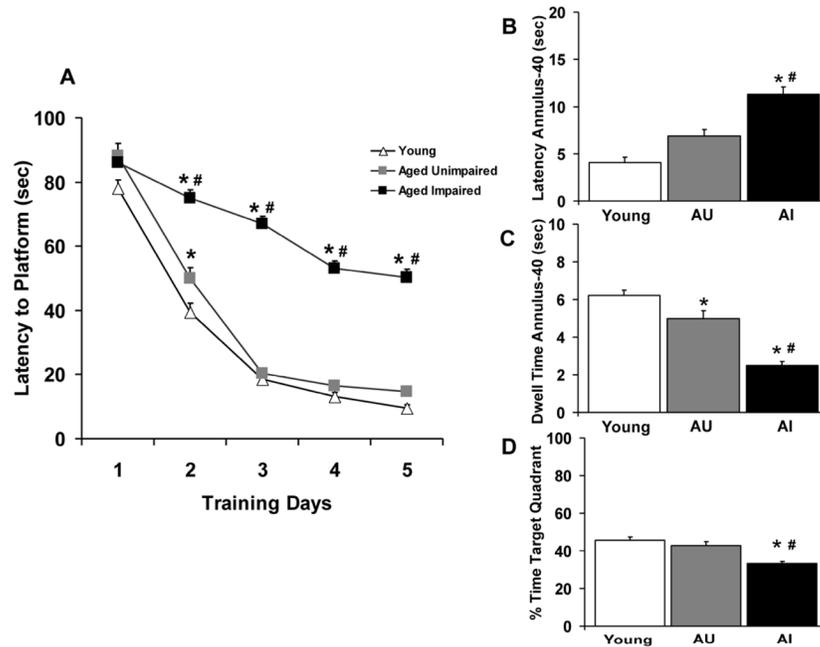 A
Latency to Platform (sec)
100
80
60
40
20
0
* #
* #
* #
* #
*
Young
Aged Unimpaired
Aged Impaired
1 2 3 4 5
Training Days
B
Latency Annulus-40 (sec)
20
15
10
5
0
* #
Young AU AI
C
Dwell Time Annulus-40 (sec)
10
8
6
4
2
0
*
* #
Young AU AI
D
% Time Target Quadrant
100
80
60
40
20
0
* #
Young AU AI